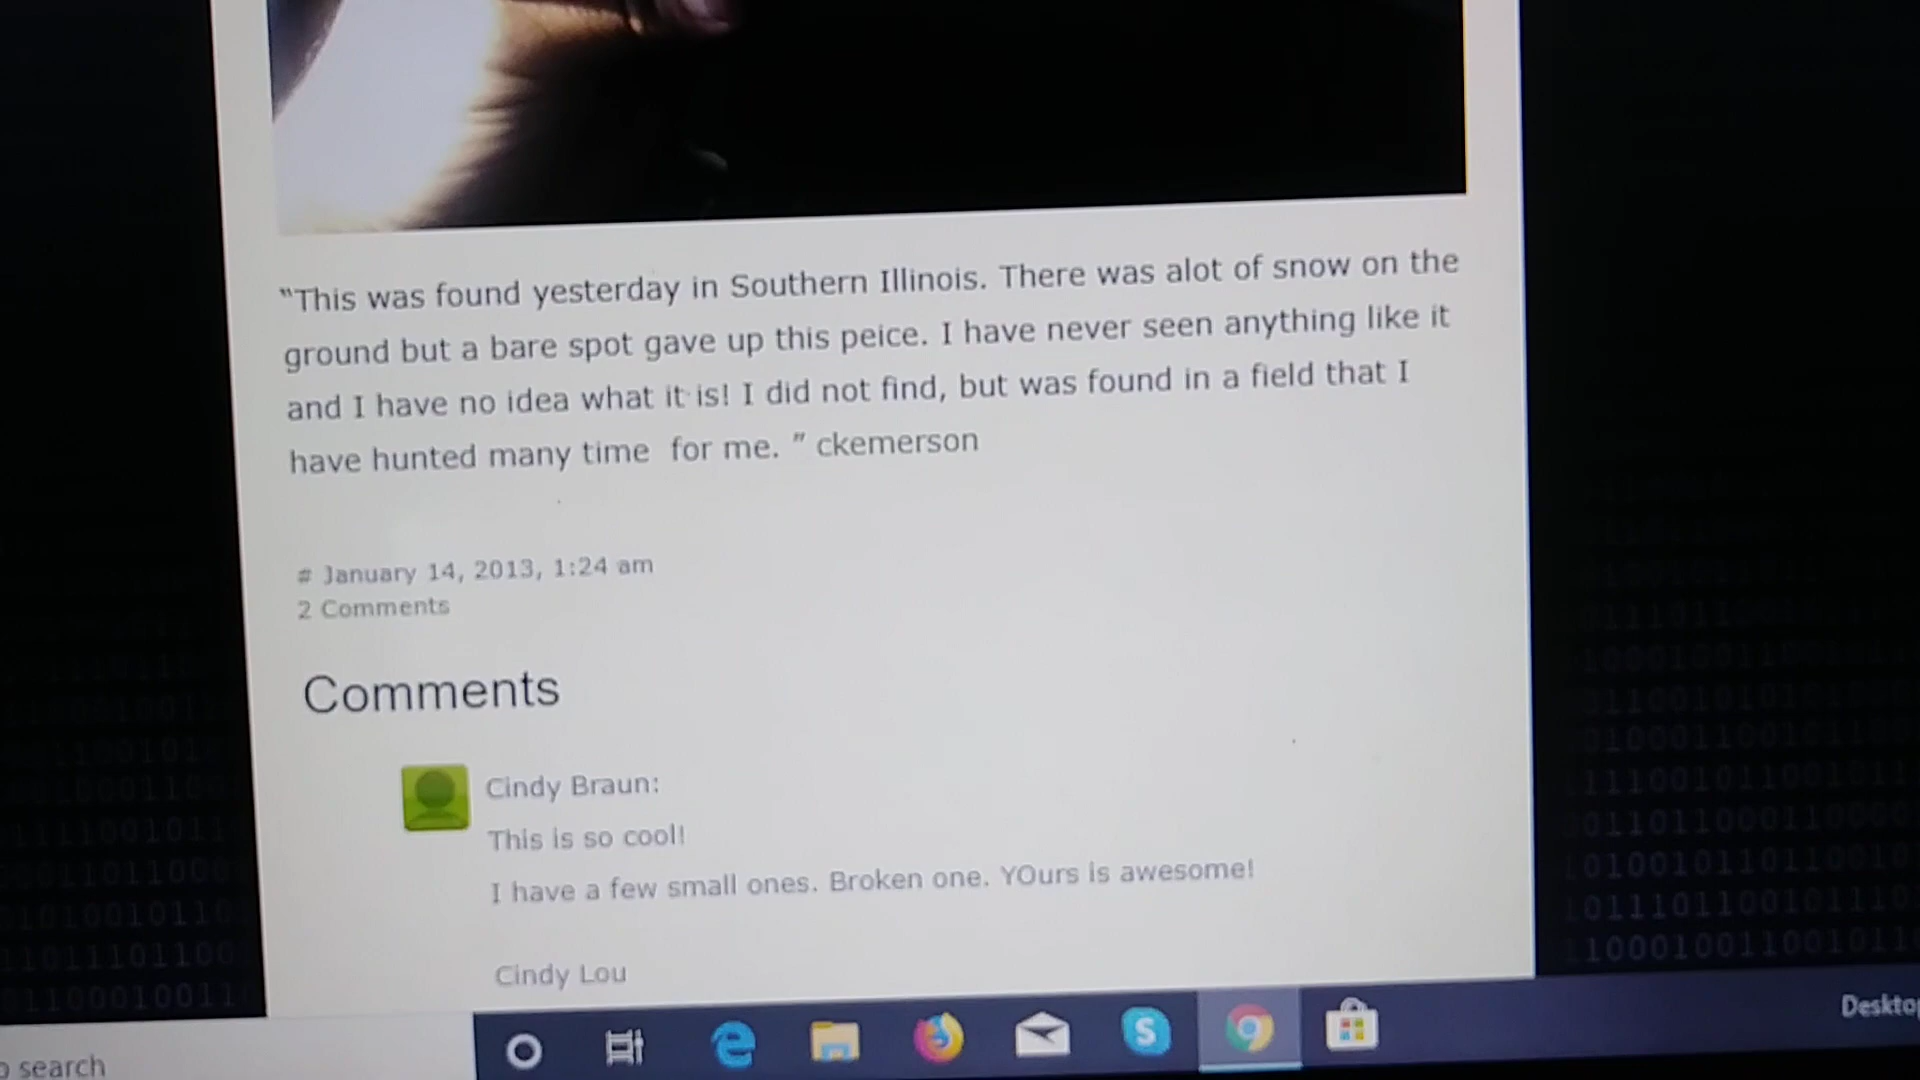 "This was found yesterday in Southern Illinois. There was alot of snow on the
ground but a bare spot gave up this peice. I have never seen anything like it
and I have no idea what it is! I did not find, but was found in a field that I
have hunted many time  for me. " ckemerson
# January 14, 2013, 1:24 am
2 Comments
Comments
Cindy Braun:
This is so cool!
I have a few small ones. Broken one. YOurs is awesome!
Cindy Lou
search
S